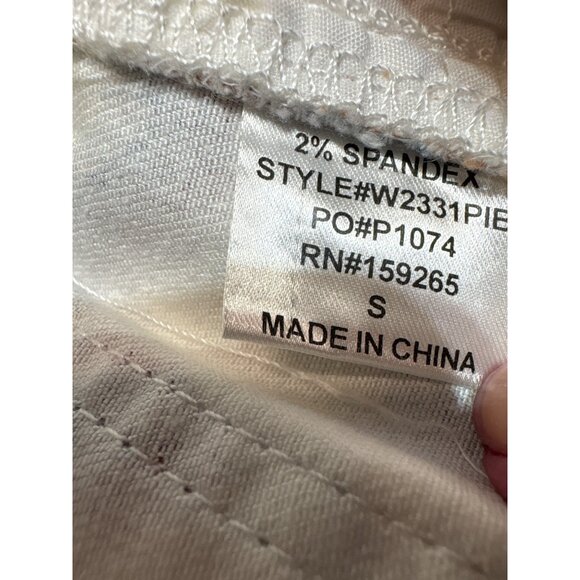 2% SPANDEX
STYLE#W2331PIE
PO#P1074
RN#159265
S
MADE IN CHINA